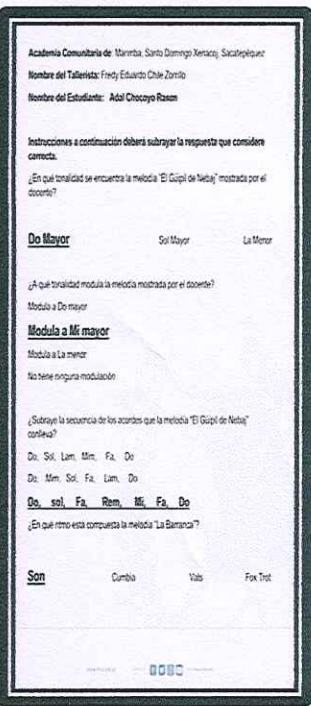 Academia Comunitaria de: Marimba, Santo Domingo Xenacoj, Sacatepéquez
Nombre del Tallerista: Fredy Eduardo Chile Zorrillo
Nombre del Estudiante: Adal Chocoyo Raxon
Instrucciones a continuación deberá subrayar la respuesta que considere
correcta.
¿En qué tonalidad se encuentra la melodía "El Güipil de Nebaj" mostrada por el
docente?
Do Mayor Sol Mayor La Menor
¿A qué tonalidad modula la melodía mostrada por el docente?
Modula a Do mayor
Modula a Mi mayor
Modula a La menor
No tiene ninguna modulación
¿Subraye la secuencia de los acordes que la melodía "El Güipil de Nebaj"
conlleva?
Do, Sol, Lam, Mim, Fa, Do
Do, Mim, Sol, Fa, Lam, Do
Do, sol, Fa, Rem, Mi, Fa, Do
¿En qué ritmo está compuesta la melodía "La Barranca"?
Son Cumbia Vals Fox Trot